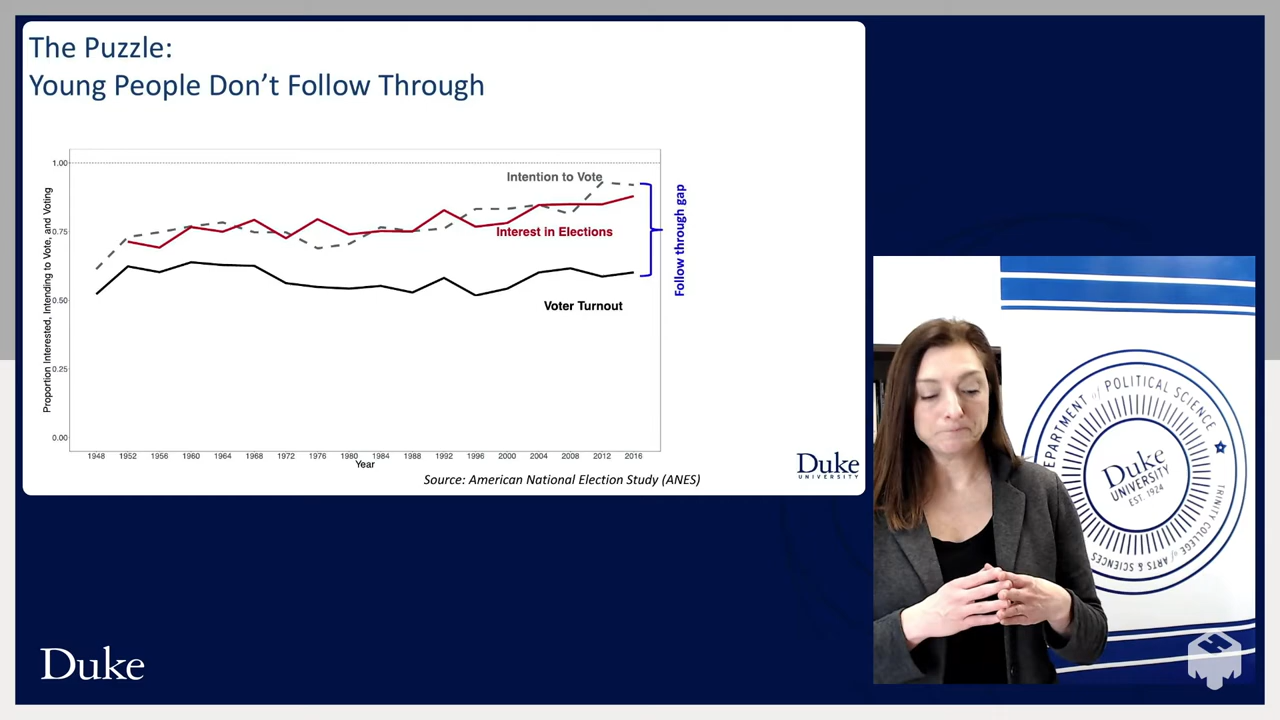 The Puzzle:
Young People Don’t Follow Through
Proportion Interested, Intending to Vote, and Voting
1.00
0.75
0.50
0.25
0.00
Intention to Vote
Interest in Elections
Voter Turnout
Follow through gap
1948 1952 1956 1960 1964 1968 1972 1976 1980 1984 1988 1992 1996 2000 2004 2008 2012 2016
Year
Source: American National Election Study (ANES)
Duke
UNIVERSITY
DEPARTMENT of POLITICAL SCIENCE
TRINITY COLLEGE of ARTS & SCIENCES
Duke
UNIVERSITY
EST. 1924
Duke